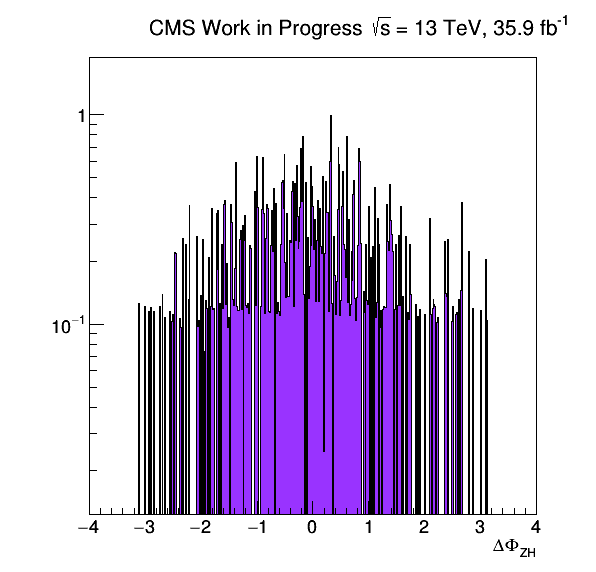 CMS Work in Progress √s = 13 TeV, 35.9 fb⁻¹
1
10⁻¹
−4 −3 −2 −1 0 1 2 3 4
ΔΦ_ZH